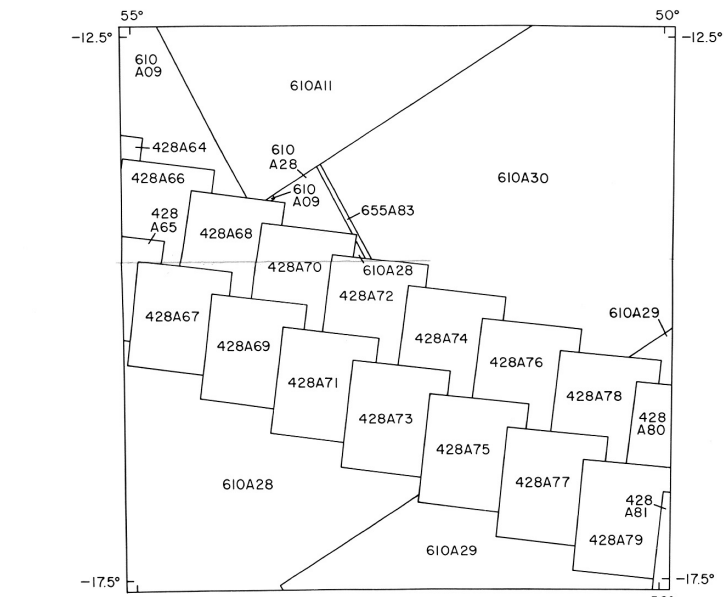 55°
50°
-12.5°
-12.5°
610
A09
610A11
428A64
610
A28
428A66
610A30
610
A09
655A83
428
A65
428A68
428A70
610A28
428A72
610A29
428A67
428A69
428A74
428A76
428A71
428A78
428A73
428
A80
428A75
610A28
428A77
428
A81
428A79
610A29
-17.5°
-17.5°